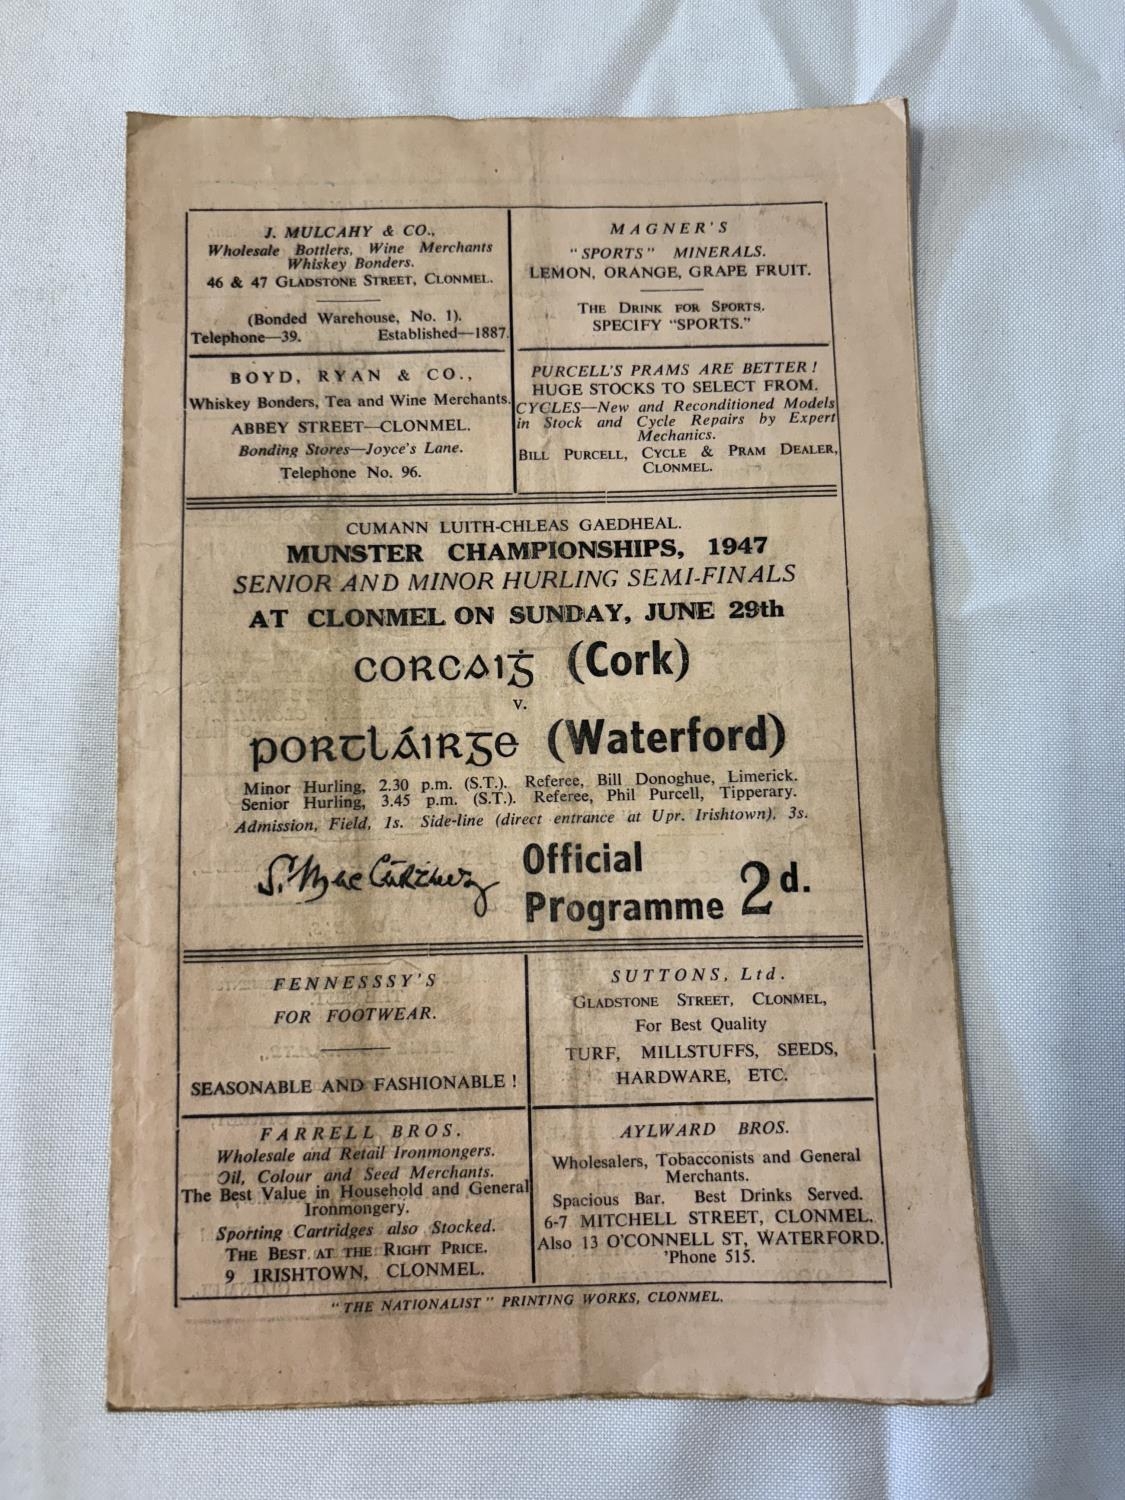 J. MULCAHY & CO.,
Wholesale Bottlers, Wine Merchants
Whiskey Bonders.
46 & 47 GLADSTONE STREET, CLONMEL.
(Bonded Warehouse, No. 1).
Telephone—39. Established—1887.
MAGNER'S
"SPORTS" MINERALS.
LEMON, ORANGE, GRAPE FRUIT.
THE DRINK FOR SPORTS.
SPECIFY "SPORTS."
BOYD, RYAN & CO.,
Whiskey Bonders, Tea and Wine Merchants.
ABBEY STREET—CLONMEL.
Bonding Stores—Joyce's Lane.
Telephone No. 96.
PURCELL'S PRAMS ARE BETTER!
HUGE STOCKS TO SELECT FROM.
CYCLES—New and Reconditioned Models
in Stock and Cycle Repairs by Expert
Mechanics.
BILL PURCELL, CYCLE & PRAM DEALER,
CLONMEL.
CUMANN LUITH-CHLEAS GAEDHEAL.
MUNSTER CHAMPIONSHIPS, 1947
SENIOR AND MINOR HURLING SEMI-FINALS
AT CLONMEL ON SUNDAY, JUNE 29th
CORCAIĠ (Cork)
v.
PORTLÁIRGE (Waterford)
Minor Hurling, 2.30 p.m. (S.T.). Referee, Bill Donoghue, Limerick.
Senior Hurling, 3.45 p.m. (S.T.). Referee, Phil Purcell, Tipperary.
Admission, Field, 1s. Side-line (direct entrance at Upr. Irishtown), 3s.
Official
Programme 2d.
FENNESSSY'S
FOR FOOTWEAR.
SEASONABLE AND FASHIONABLE!
SUTTONS, Ltd.
GLADSTONE STREET, CLONMEL,
For Best Quality
TURF, MILLSTUFFS, SEEDS,
HARDWARE, ETC.
FARRELL BROS.
Wholesale and Retail Ironmongers.
Oil, Colour and Seed Merchants.
The Best Value in Household and General
Ironmongery.
Sporting Cartridges also Stocked.
THE BEST AT THE RIGHT PRICE.
9 IRISHTOWN, CLONMEL.
AYLWARD BROS.
Wholesalers, Tobacconists and General
Merchants.
Spacious Bar. Best Drinks Served.
6-7 MITCHELL STREET, CLONMEL.
Also 13 O'CONNELL ST, WATERFORD.
'Phone 515.
"THE NATIONALIST" PRINTING WORKS, CLONMEL.